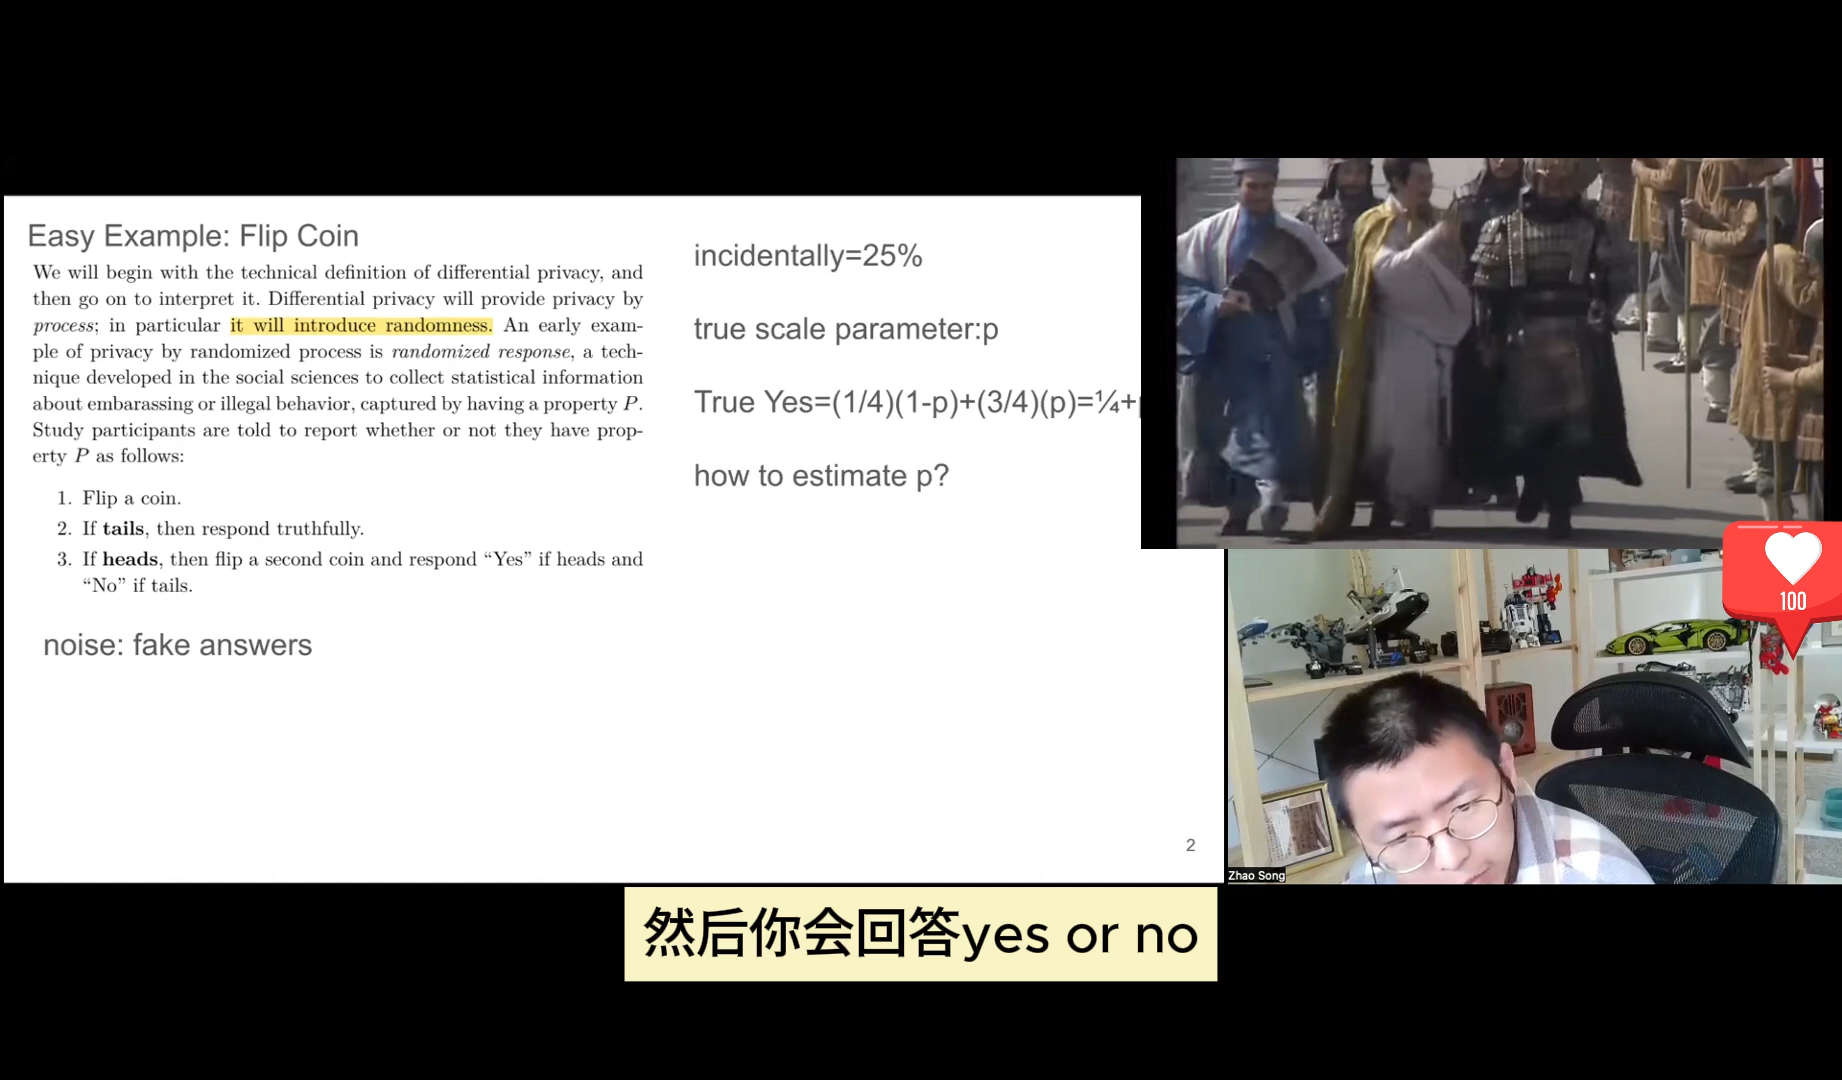 Easy Example: Flip Coin
We will begin with the technical definition of differential privacy, and
then go on to interpret it. Differential privacy will provide privacy by
process; in particular it will introduce randomness. An early exam-
ple of privacy by randomized process is randomized response, a tech-
nique developed in the social sciences to collect statistical information
about embarassing or illegal behavior, captured by having a property P.
Study participants are told to report whether or not they have prop-
erty P as follows:
1. Flip a coin.
2. If tails, then respond truthfully.
3. If heads, then flip a second coin and respond “Yes” if heads and
“No” if tails.
noise: fake answers
incidentally=25%
true scale parameter:p
True Yes=(1/4)(1-p)+(3/4)(p)=¼+
how to estimate p?
2
100
Zhao Song
然后你会回答yes or no